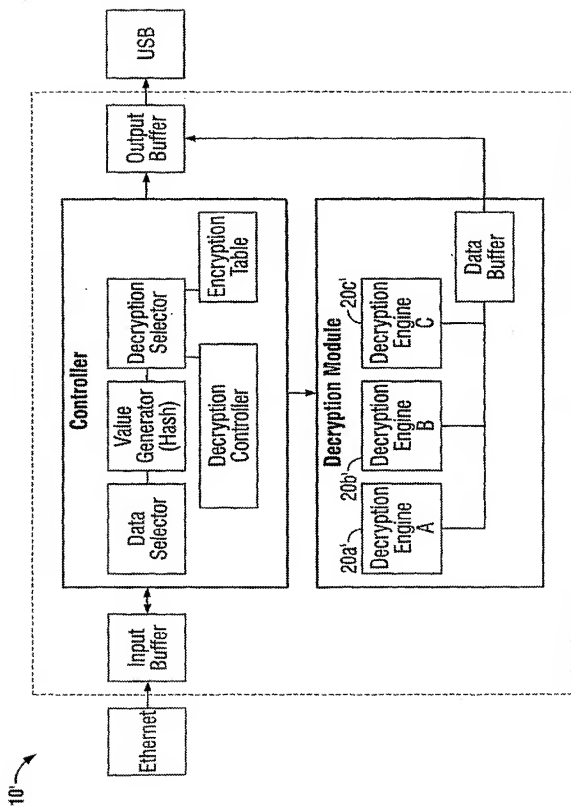 10'
Ethernet
Input
Buffer
Controller
Data
Selector
Value
Generator
(Hash)
Decryption
Selector
Encryption
Table
Decryption Controller
Output
Buffer
USB
Decryption Module
20a'
Decryption
Engine
A
20b'
Decryption
Engine
B
20c'
Decryption
Engine
C
Data
Buffer